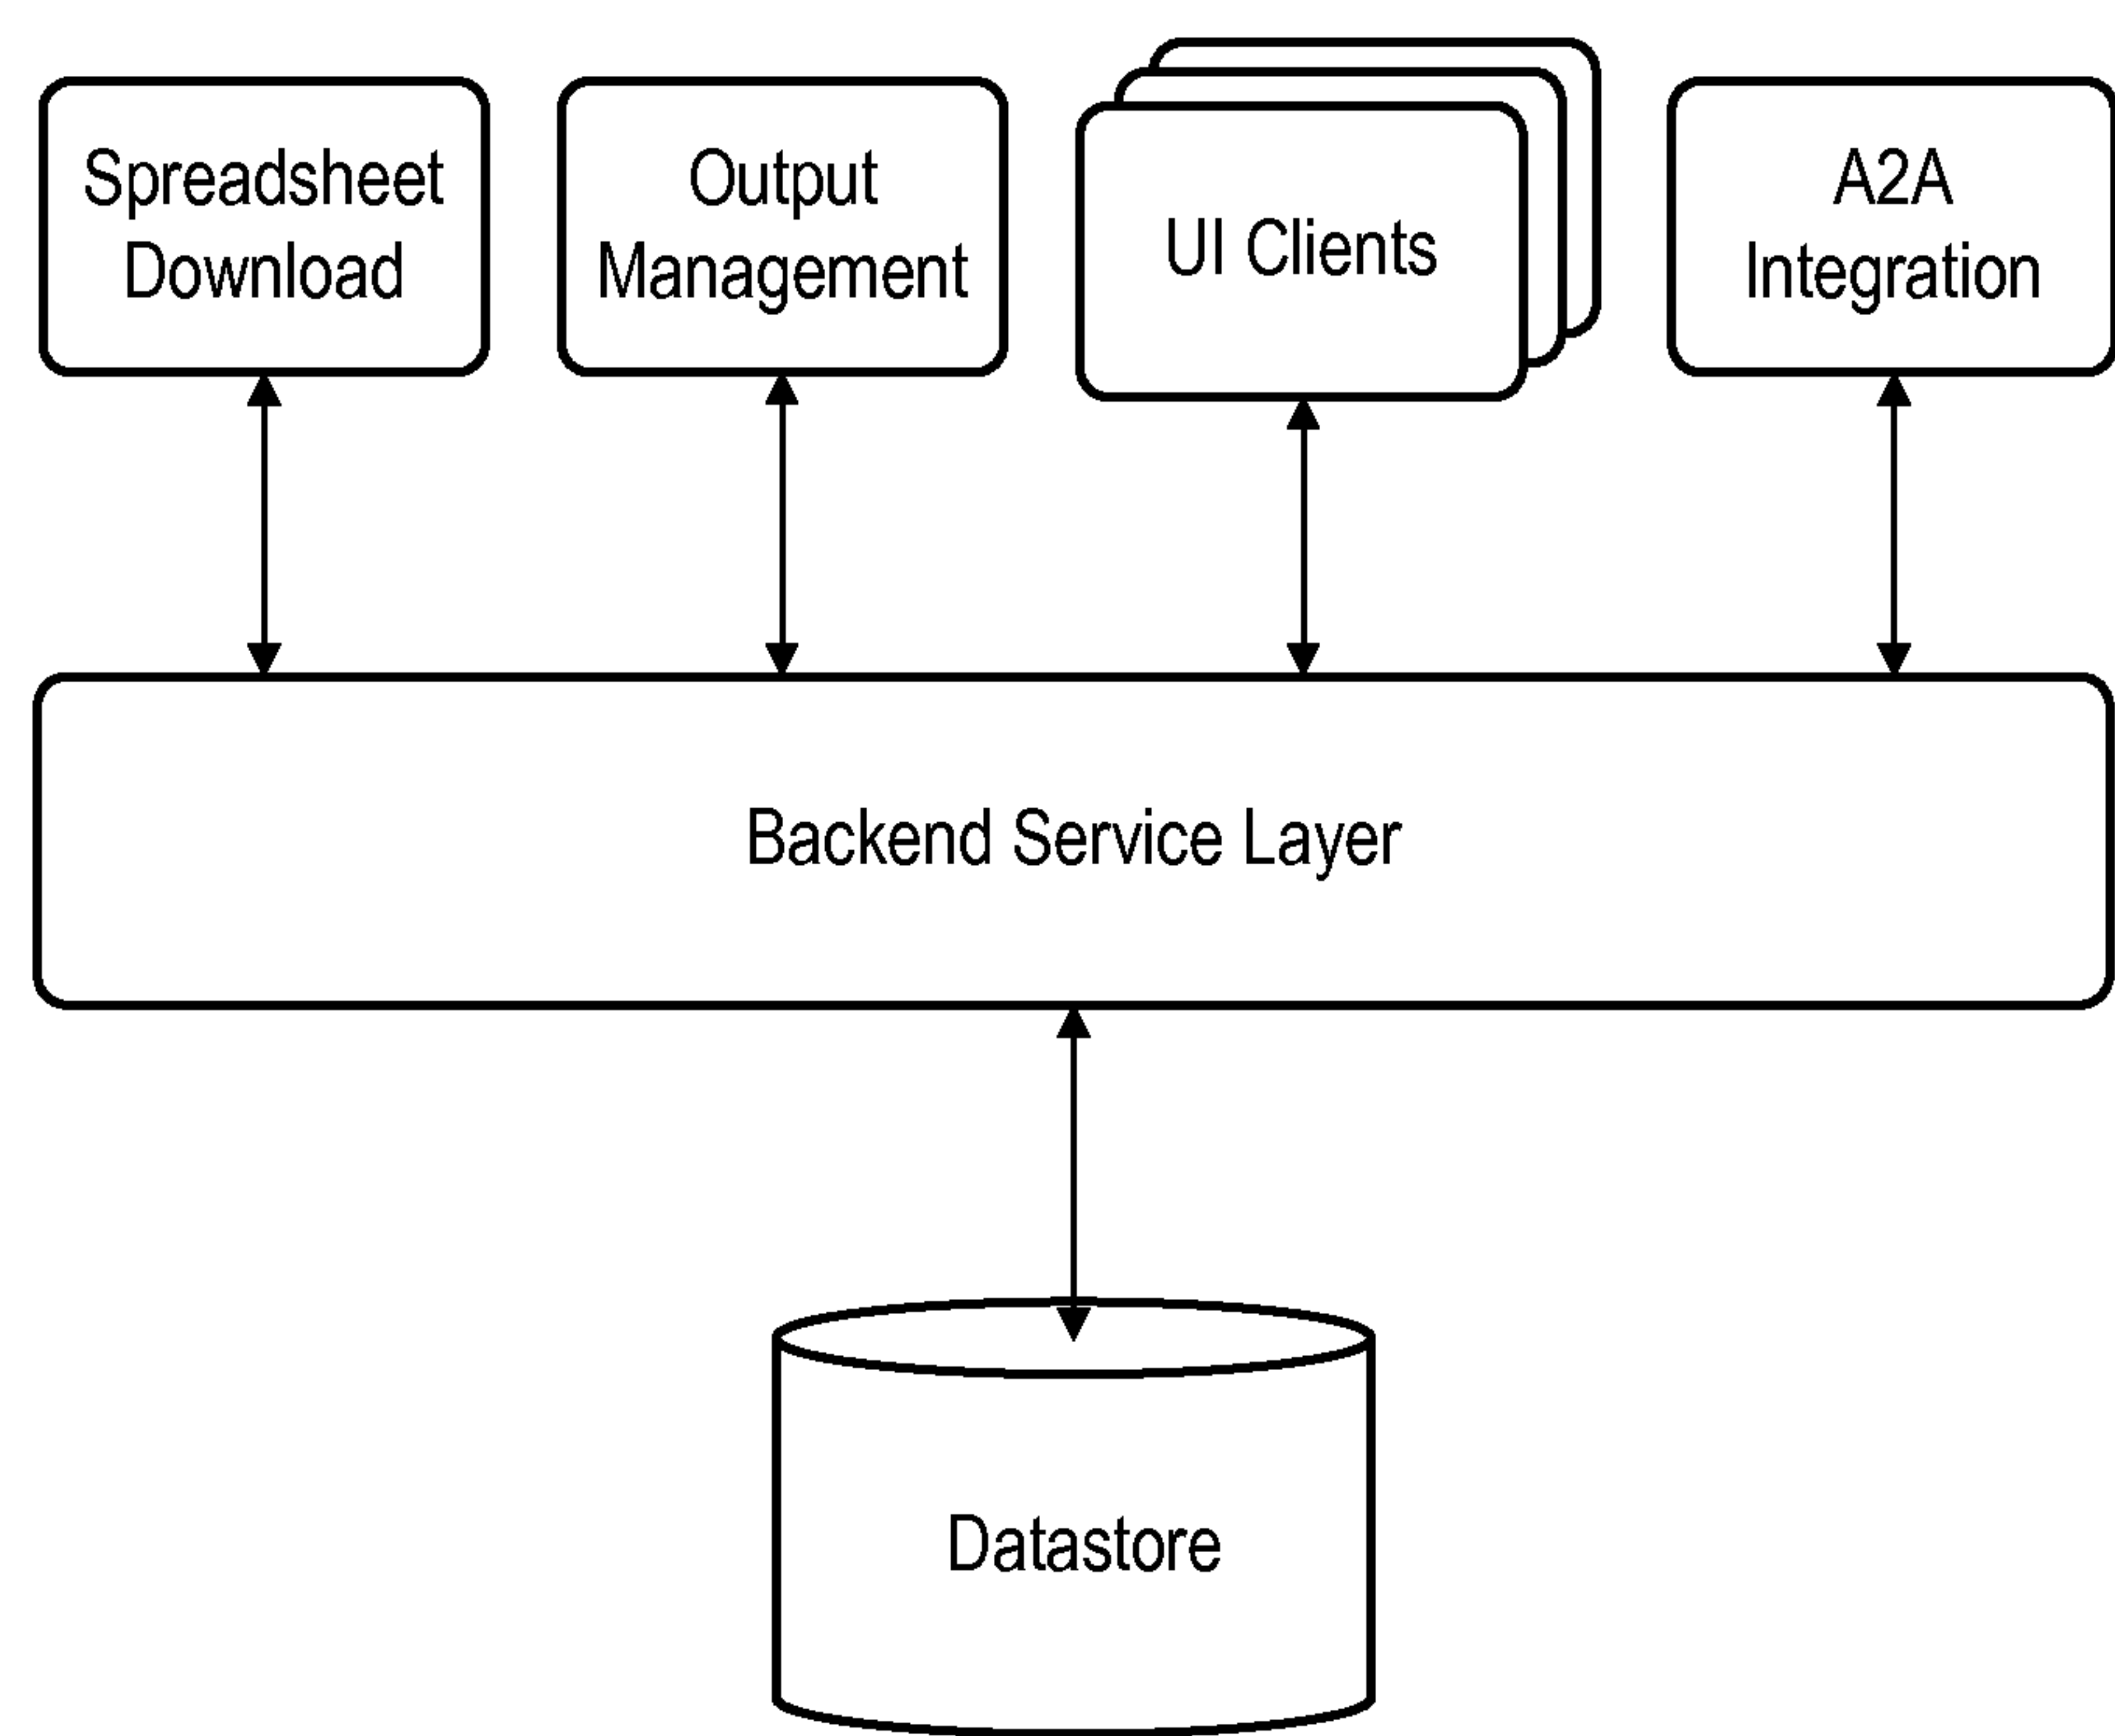 Spreadsheet
Download
Output
Management
UI Clients
A2A
Integration
Backend Service Layer
Datastore